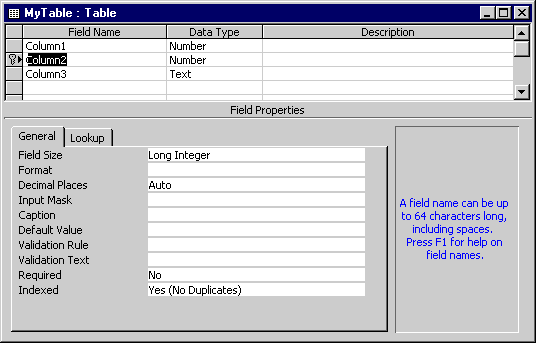 MyTable : Table
Field Name Data Type Description
Column1 Number
Column2 Number
Column3 Text
Field Properties
General Lookup
Field Size Long Integer
Format
Decimal Places Auto
Input Mask
Caption
Default Value
Validation Rule
Validation Text
Required No
Indexed Yes (No Duplicates)
A field name can be up
to 64 characters long,
including spaces.
Press F1 for help on
field names.